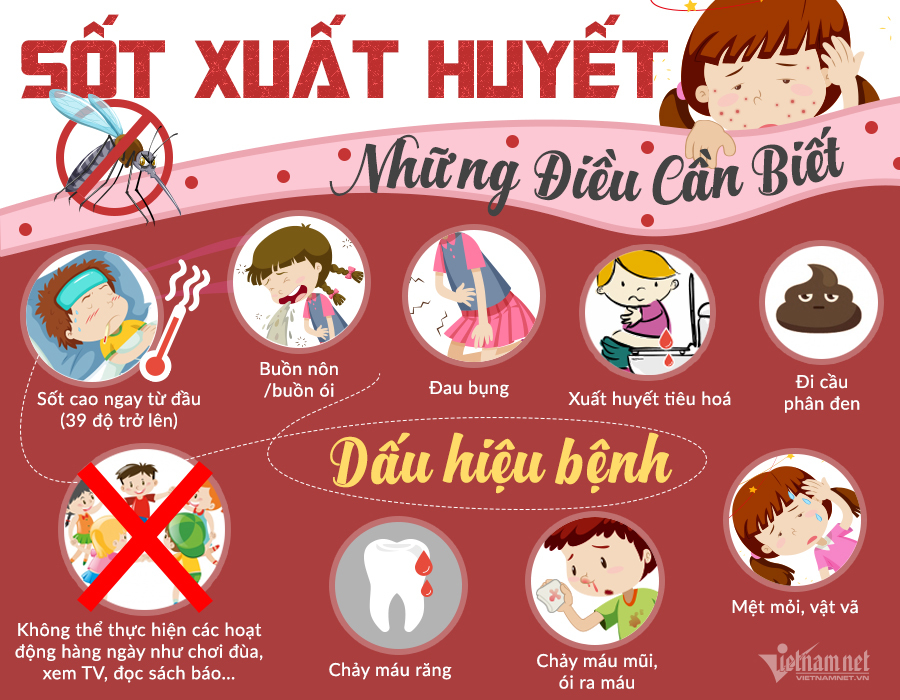 SỐT XUẤT HUYẾT
Những Điều Cần Biết
Sốt cao ngay từ đầu
(39 độ trở lên)
Buồn nôn
/buồn ói
Đau bụng
Xuất huyết tiêu hoá
Đi cầu
phân đen
Dấu hiệu bệnh
Không thể thực hiện các hoạt
động hàng ngày như chơi đùa,
xem TV, đọc sách báo...
Chảy máu răng
Chảy máu mũi,
ói ra máu
Mệt mỏi, vật vã
Vietnamnet
VIETNAMNET.VN